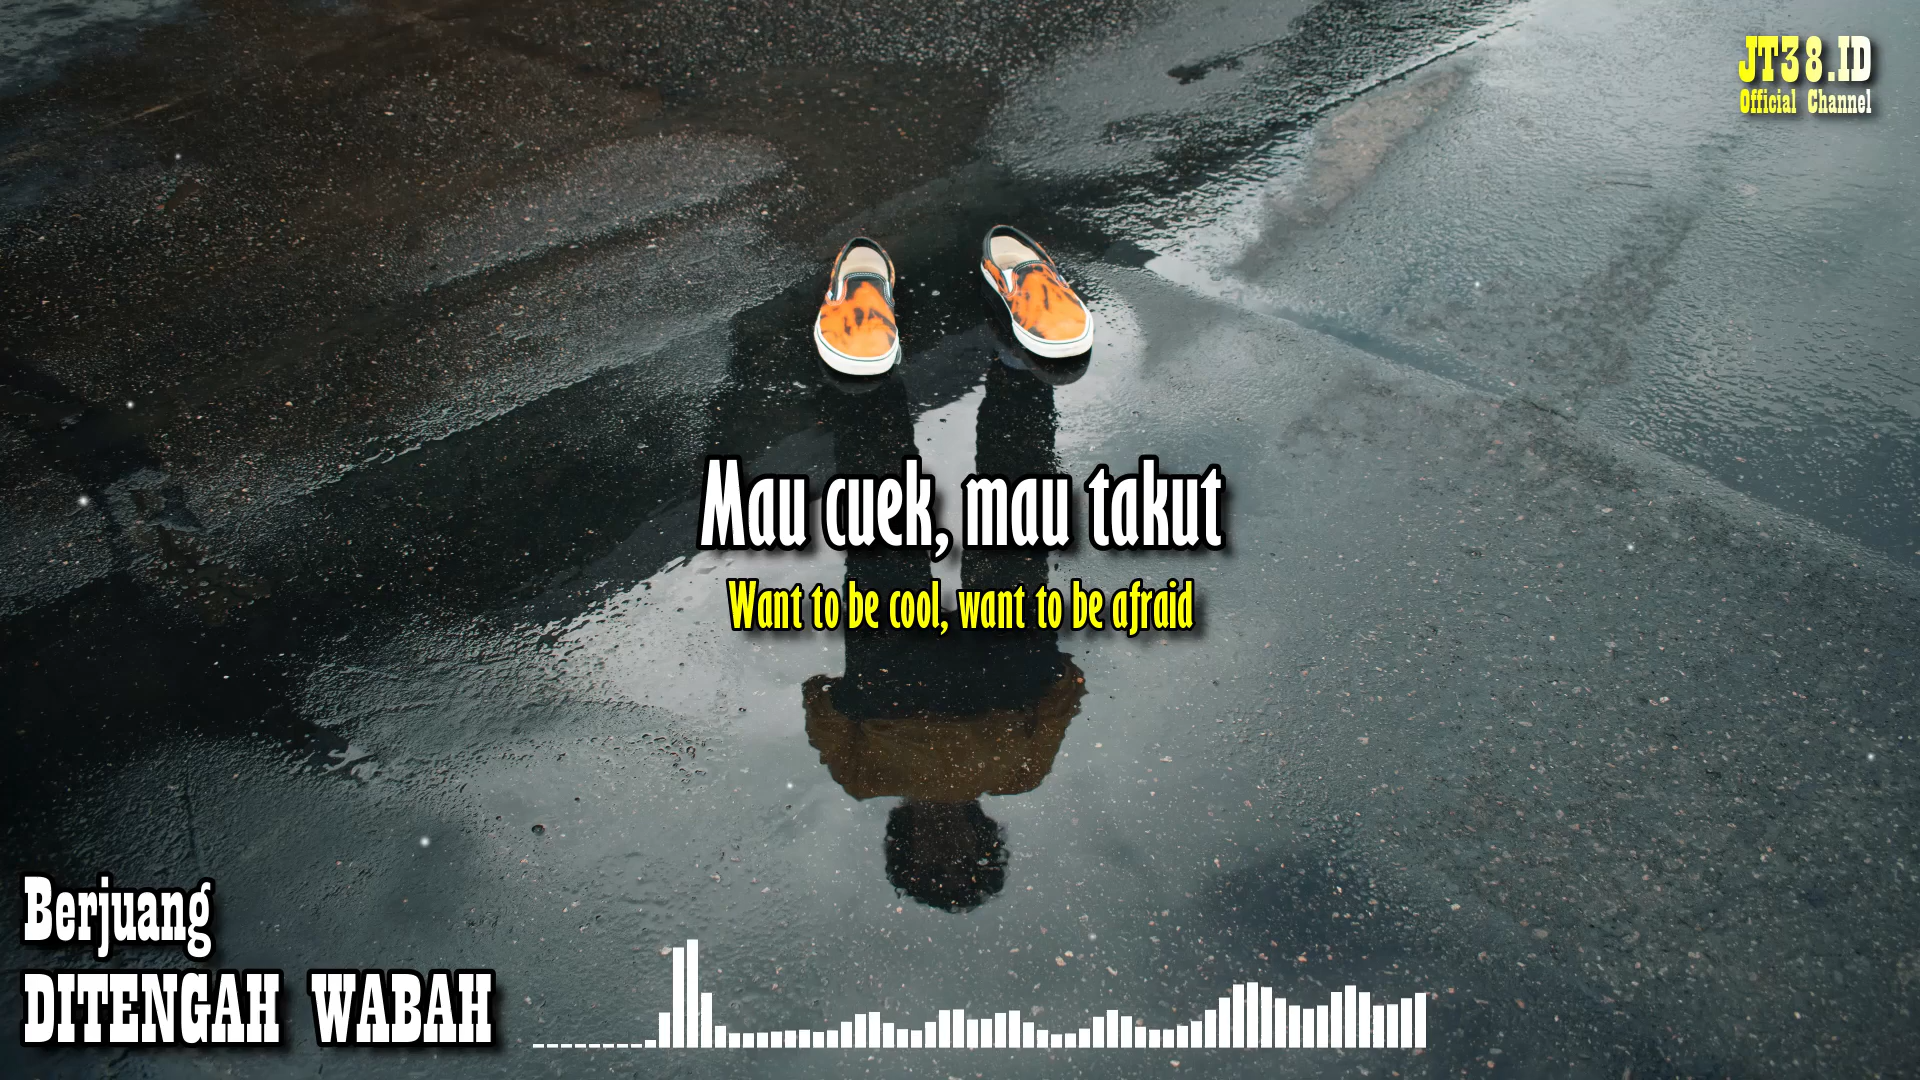 JT38.ID
Official Channel
Mau cuek, mau takut
Want to be cool, want to be afraid
Berjuang
DITENGAH WABAH